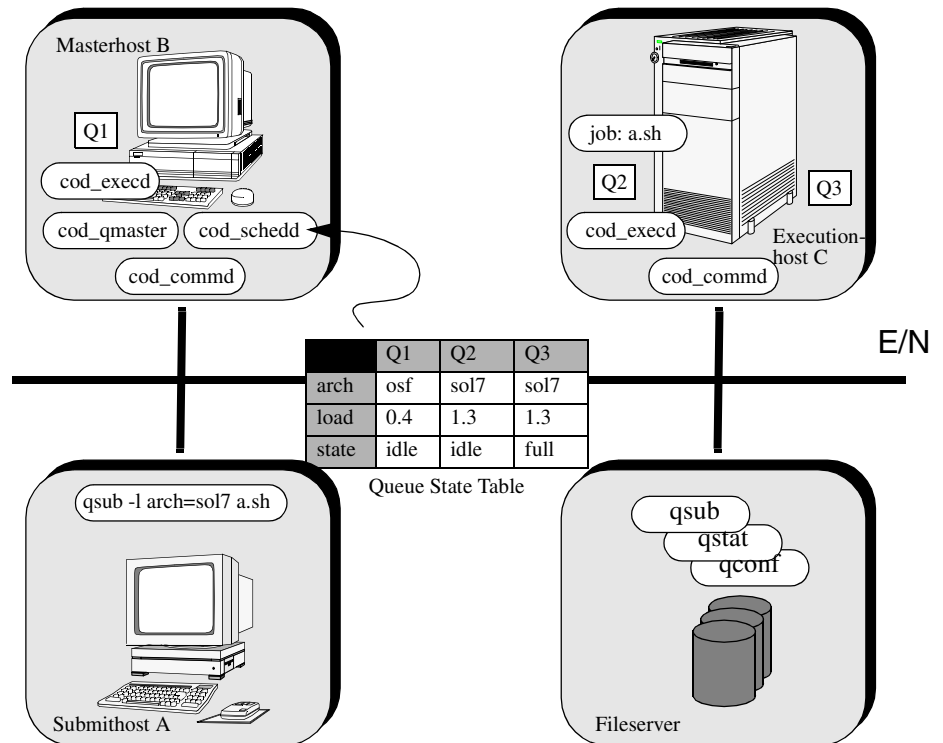 Masterhost B
Q1
cod_execd
cod_qmaster
cod_schedd
cod_commd
job: a.sh
Q2
Q3
cod_execd
Execution-
host C
cod_commd
E/N
Q1 Q2 Q3
arch osf sol7 sol7
load 0.4 1.3 1.3
state idle idle full
Queue State Table
qsub -l arch=sol7 a.sh
Submithost A
qsub
qstat
qconf
Fileserver